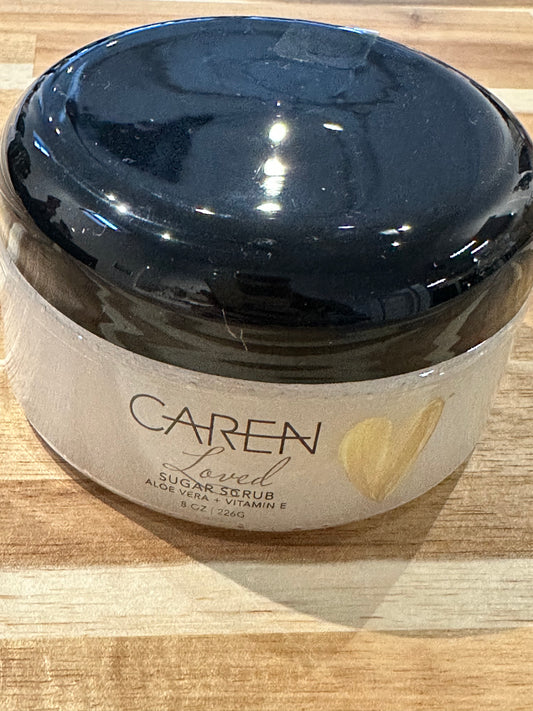 CAREN
Loved
SUGAR SCRUB
ALOE VERA + VITAMIN E
8 OZ | 226G